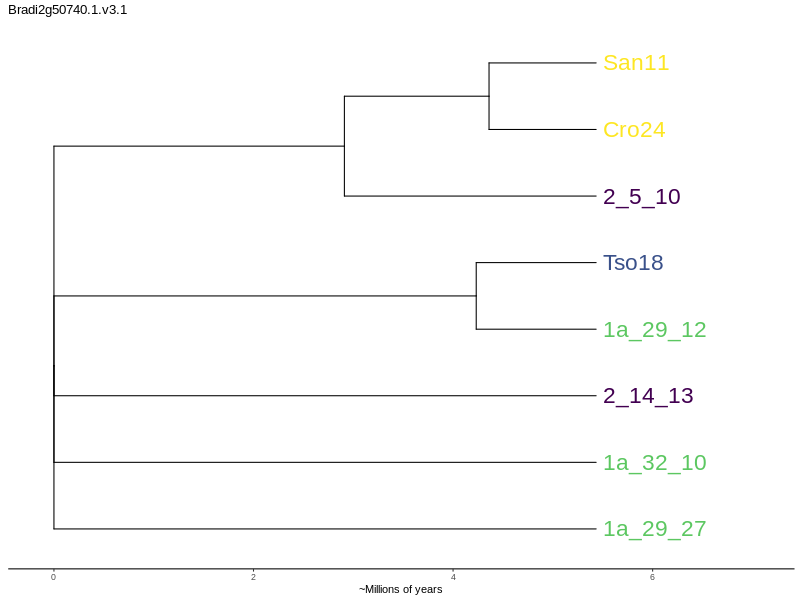 Bradi2g50740.1.v3.1
San11
Cro24
2_5_10
Tso18
1a_29_12
2_14_13
1a_32_10
1a_29_27
0 2 4 6
~Millions of years